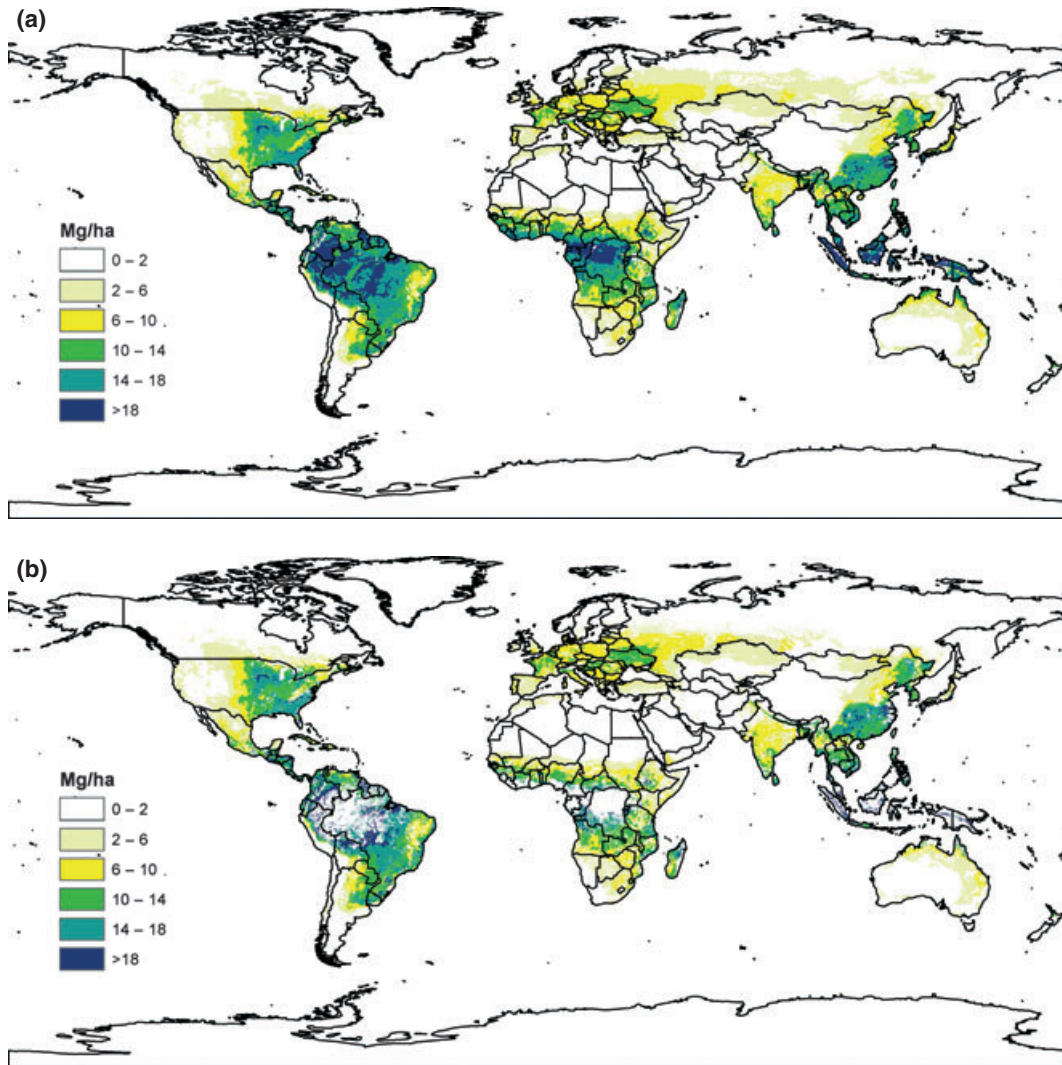 (a)
Mg/ha
0 – 2
2 – 6
6 – 10
10 – 14
14 – 18
>18
(b)
Mg/ha
0 – 2
2 – 6
6 – 10
10 – 14
14 – 18
>18